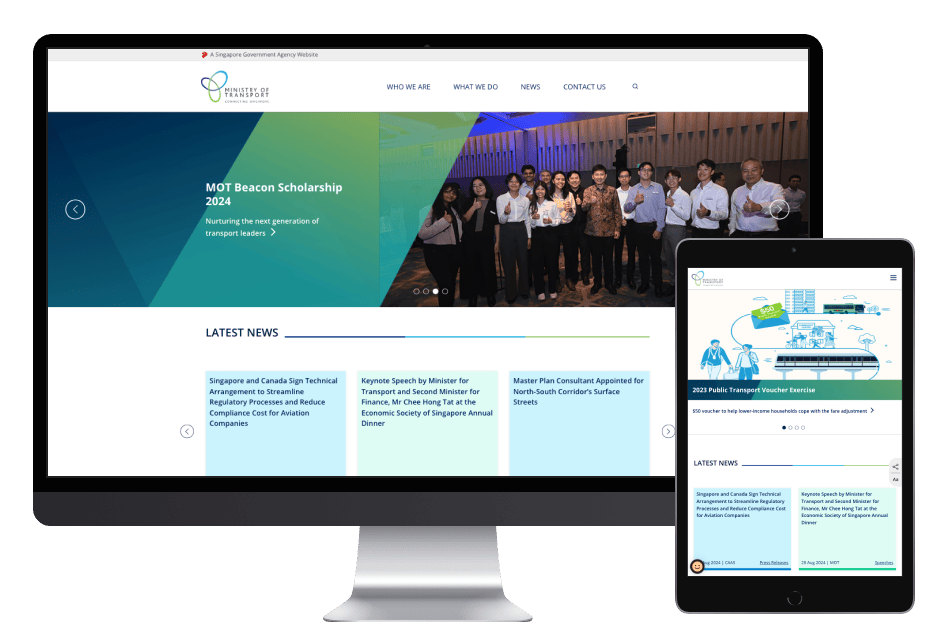 A Singapore Government Agency Website
MINISTRY OF
TRANSPORT
CONNECTING SINGAPORE
WHO WE ARE
WHAT WE DO
NEWS
CONTACT US
MOT Beacon Scholarship
2024
Nurturing the next generation of
transport leaders
LATEST NEWS
Singapore and Canada Sign Technical
Arrangement to Streamline
Regulatory Processes and Reduce
Compliance Cost for Aviation
Companies
Keynote Speech by Minister for
Transport and Second Minister for
Finance, Mr Chee Hong Tat at the
Economic Society of Singapore Annual
Dinner
Master Plan Consultant Appointed for
North-South Corridor's Surface
Streets
MINISTRY OF
TRANSPORT
$50
2023 Public Transport Voucher Exercise
$50 voucher to help lower-income households cope with the fare adjustment
LATEST NEWS
Aa
Singapore and Canada Sign Technical
Arrangement to Streamline Regulatory
Processes and Reduce Compliance Cost
for Aviation Companies
Aug 2024 | CAAS
Press Releases
Keynote Speech by Minister for
Transport and Second Minister for
Finance, Mr Chee Hong Tat at the
Economic Society of Singapore Annual
Dinner
29 Aug 2024 | MOT
Speeches